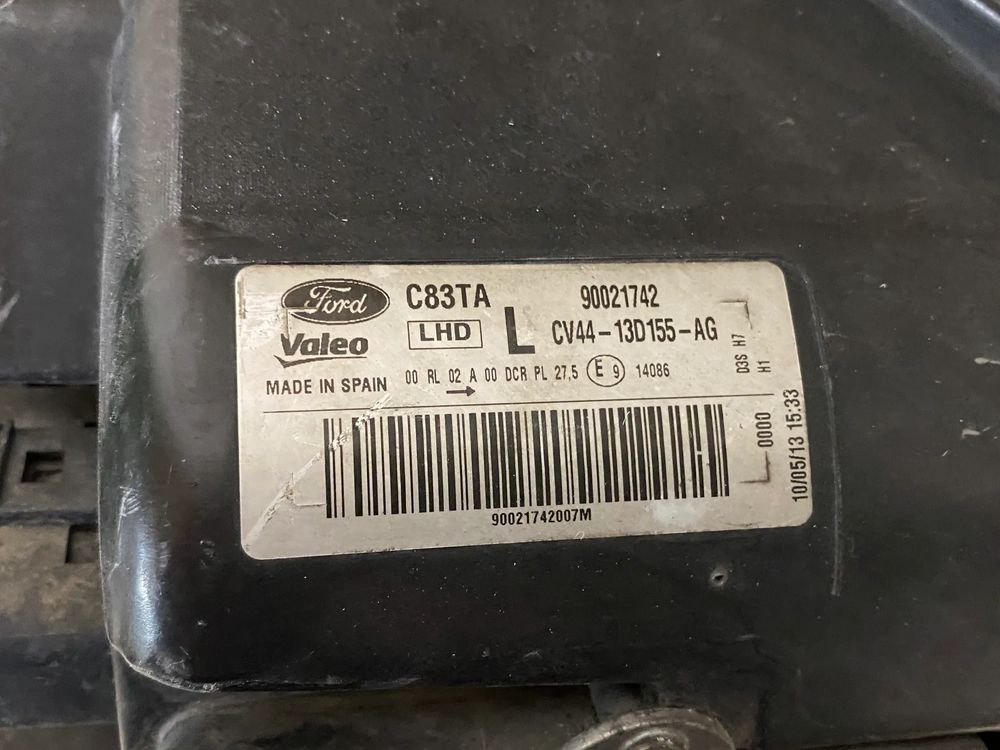 Ford C83TA 90021742
Valeo LHD L CV44-13D155-AG
MADE IN SPAIN 00 RL 02 A 00 DCR PL 27,5 E 9 14086
→
D3S H7
H1
0000
10/05/13 15:33
90021742007M